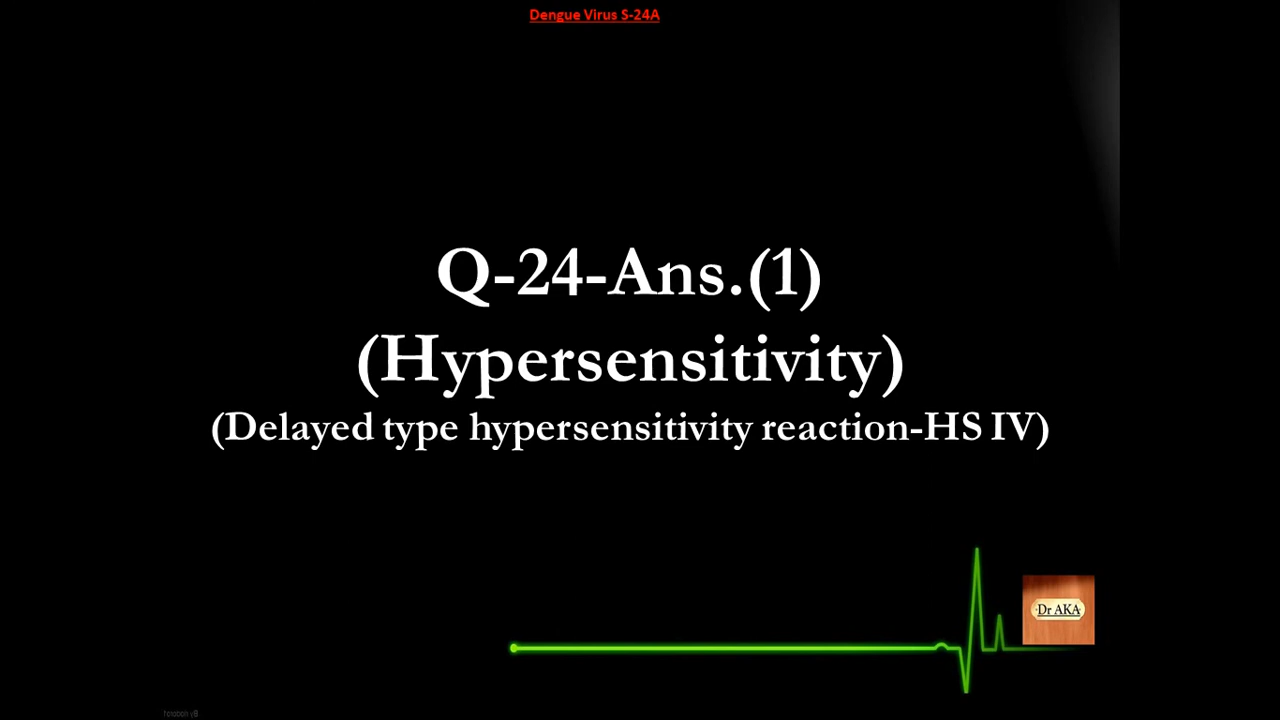 Dengue Virus S-24A
Q-24-Ans.(1)
(Hypersensitivity)
(Delayed type hypersensitivity reaction-HS IV)
Dr AKA